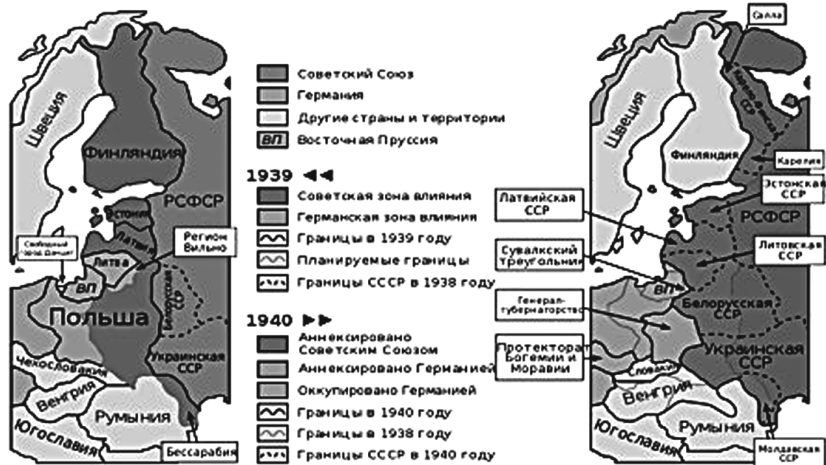 Швеция
Финляндия
РСФСР
Эстония
Латвия
Свободный
город Данциг
Регион
Вильно
Литва
ВП
Польша
Белорусская
ССР
Украинская
ССР
Чехословакия
Венгрия
Румыния
Югославия
Бессарабия
Советский Союз
Германия
Другие страны и территории
ВП Восточная Пруссия
1939 ◄◄
Советская зона влияния
Германская зона влияния
Границы в 1939 году
Планируемые границы
Границы СССР в 1938 году
1940 ►►
Аннексировано
Советским Союзом
Аннексировано Германией
Оккупировано Германией
Границы в 1940 году
Границы в 1938 году
Границы СССР в 1940 году
Салла
Швеция
ССР
Финляндия
Карелия
Эстонская
ССР
РСФСР
Латвийская
ССР
Литовская
ССР
Сувалкский
треугольник
ВП
Генерал-
губернаторство
Белорусская
ССР
Протекторат
Богемии и
Моравии
Украинская
ССР
Словакия
Венгрия
Румыния
Югославия
Молдавская
ССР